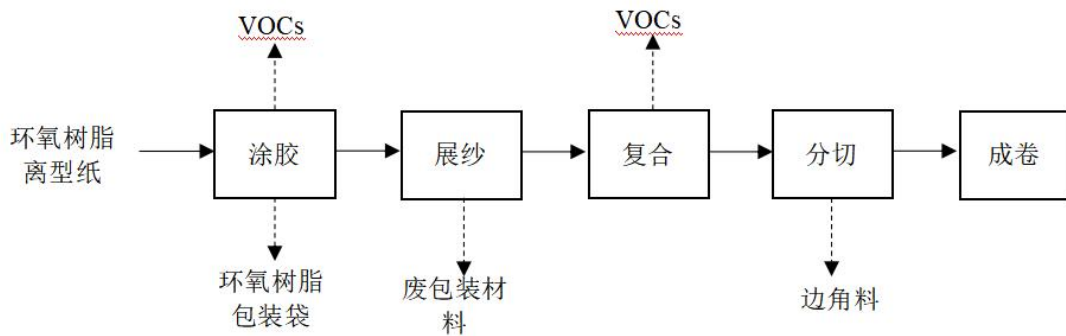 VOCs
VOCs
环氧树脂
离型纸
涂胶
展纱
复合
分切
成卷
环氧树脂
包装袋
废包装材
料
边角料